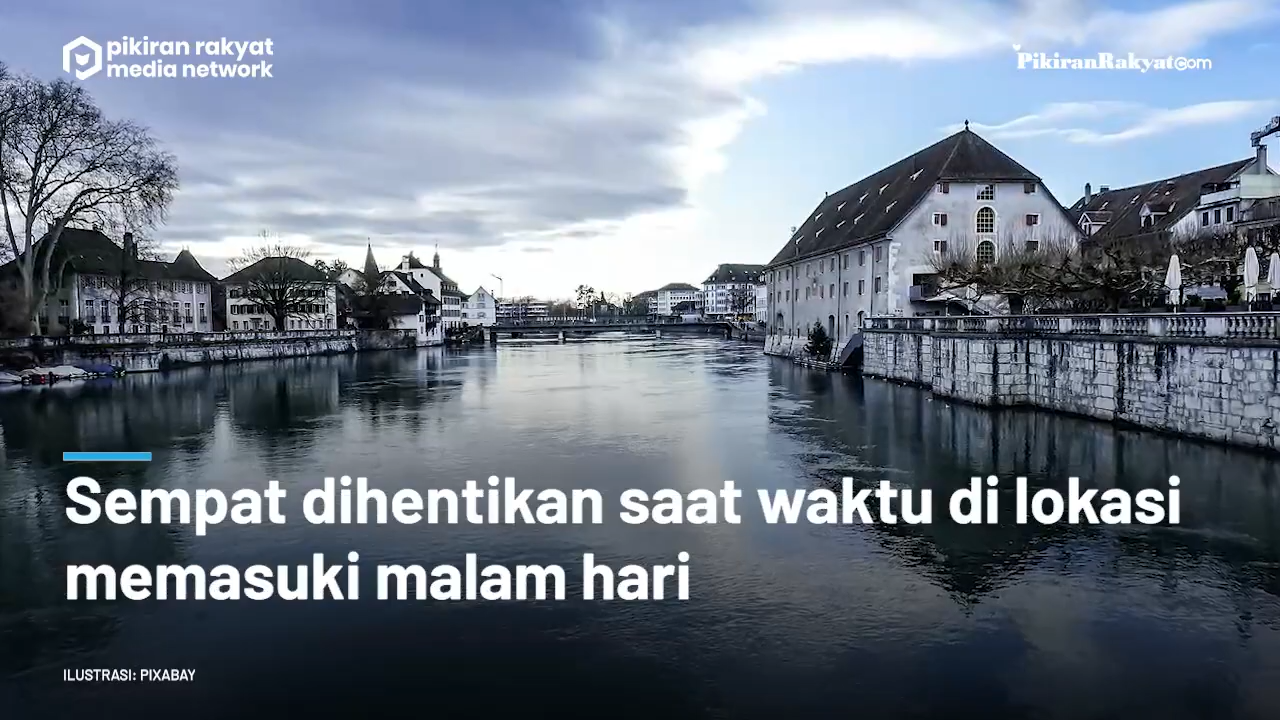 pikiran rakyat
media network
PikiranRakyat.com
Sempat dihentikan saat waktu di lokasi
memasuki malam hari
ILUSTRASI: PIXABAY